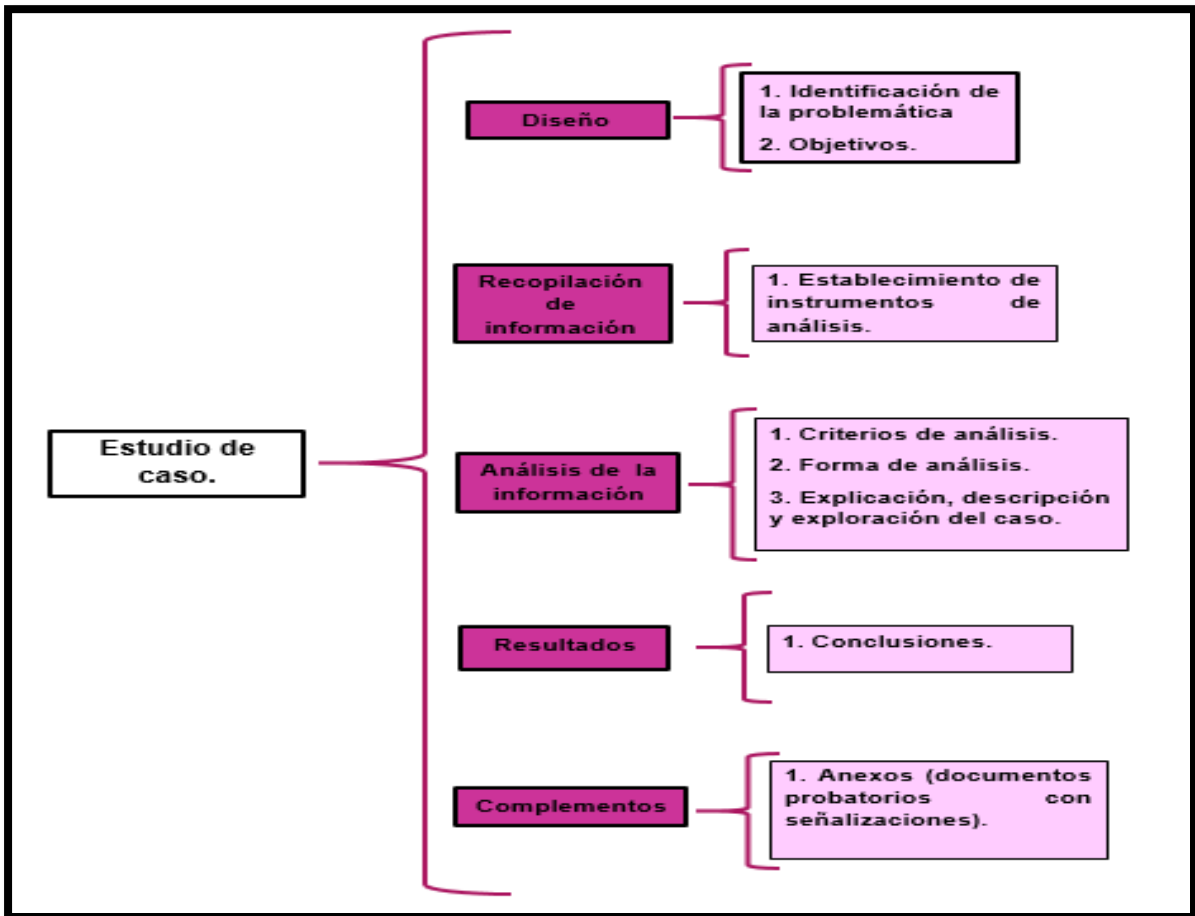 Estudio de
caso.
Diseño
1. Identificación de
la problemática
2. Objetivos.
Recopilación
de
información
1. Establecimiento de
instrumentos de
análisis.
Análisis de la
información
1. Criterios de análisis.
2. Forma de análisis.
3. Explicación, descripción
y exploración del caso.
Resultados
1. Conclusiones.
Complementos
1. Anexos (documentos
probatorios con
señalizaciones).